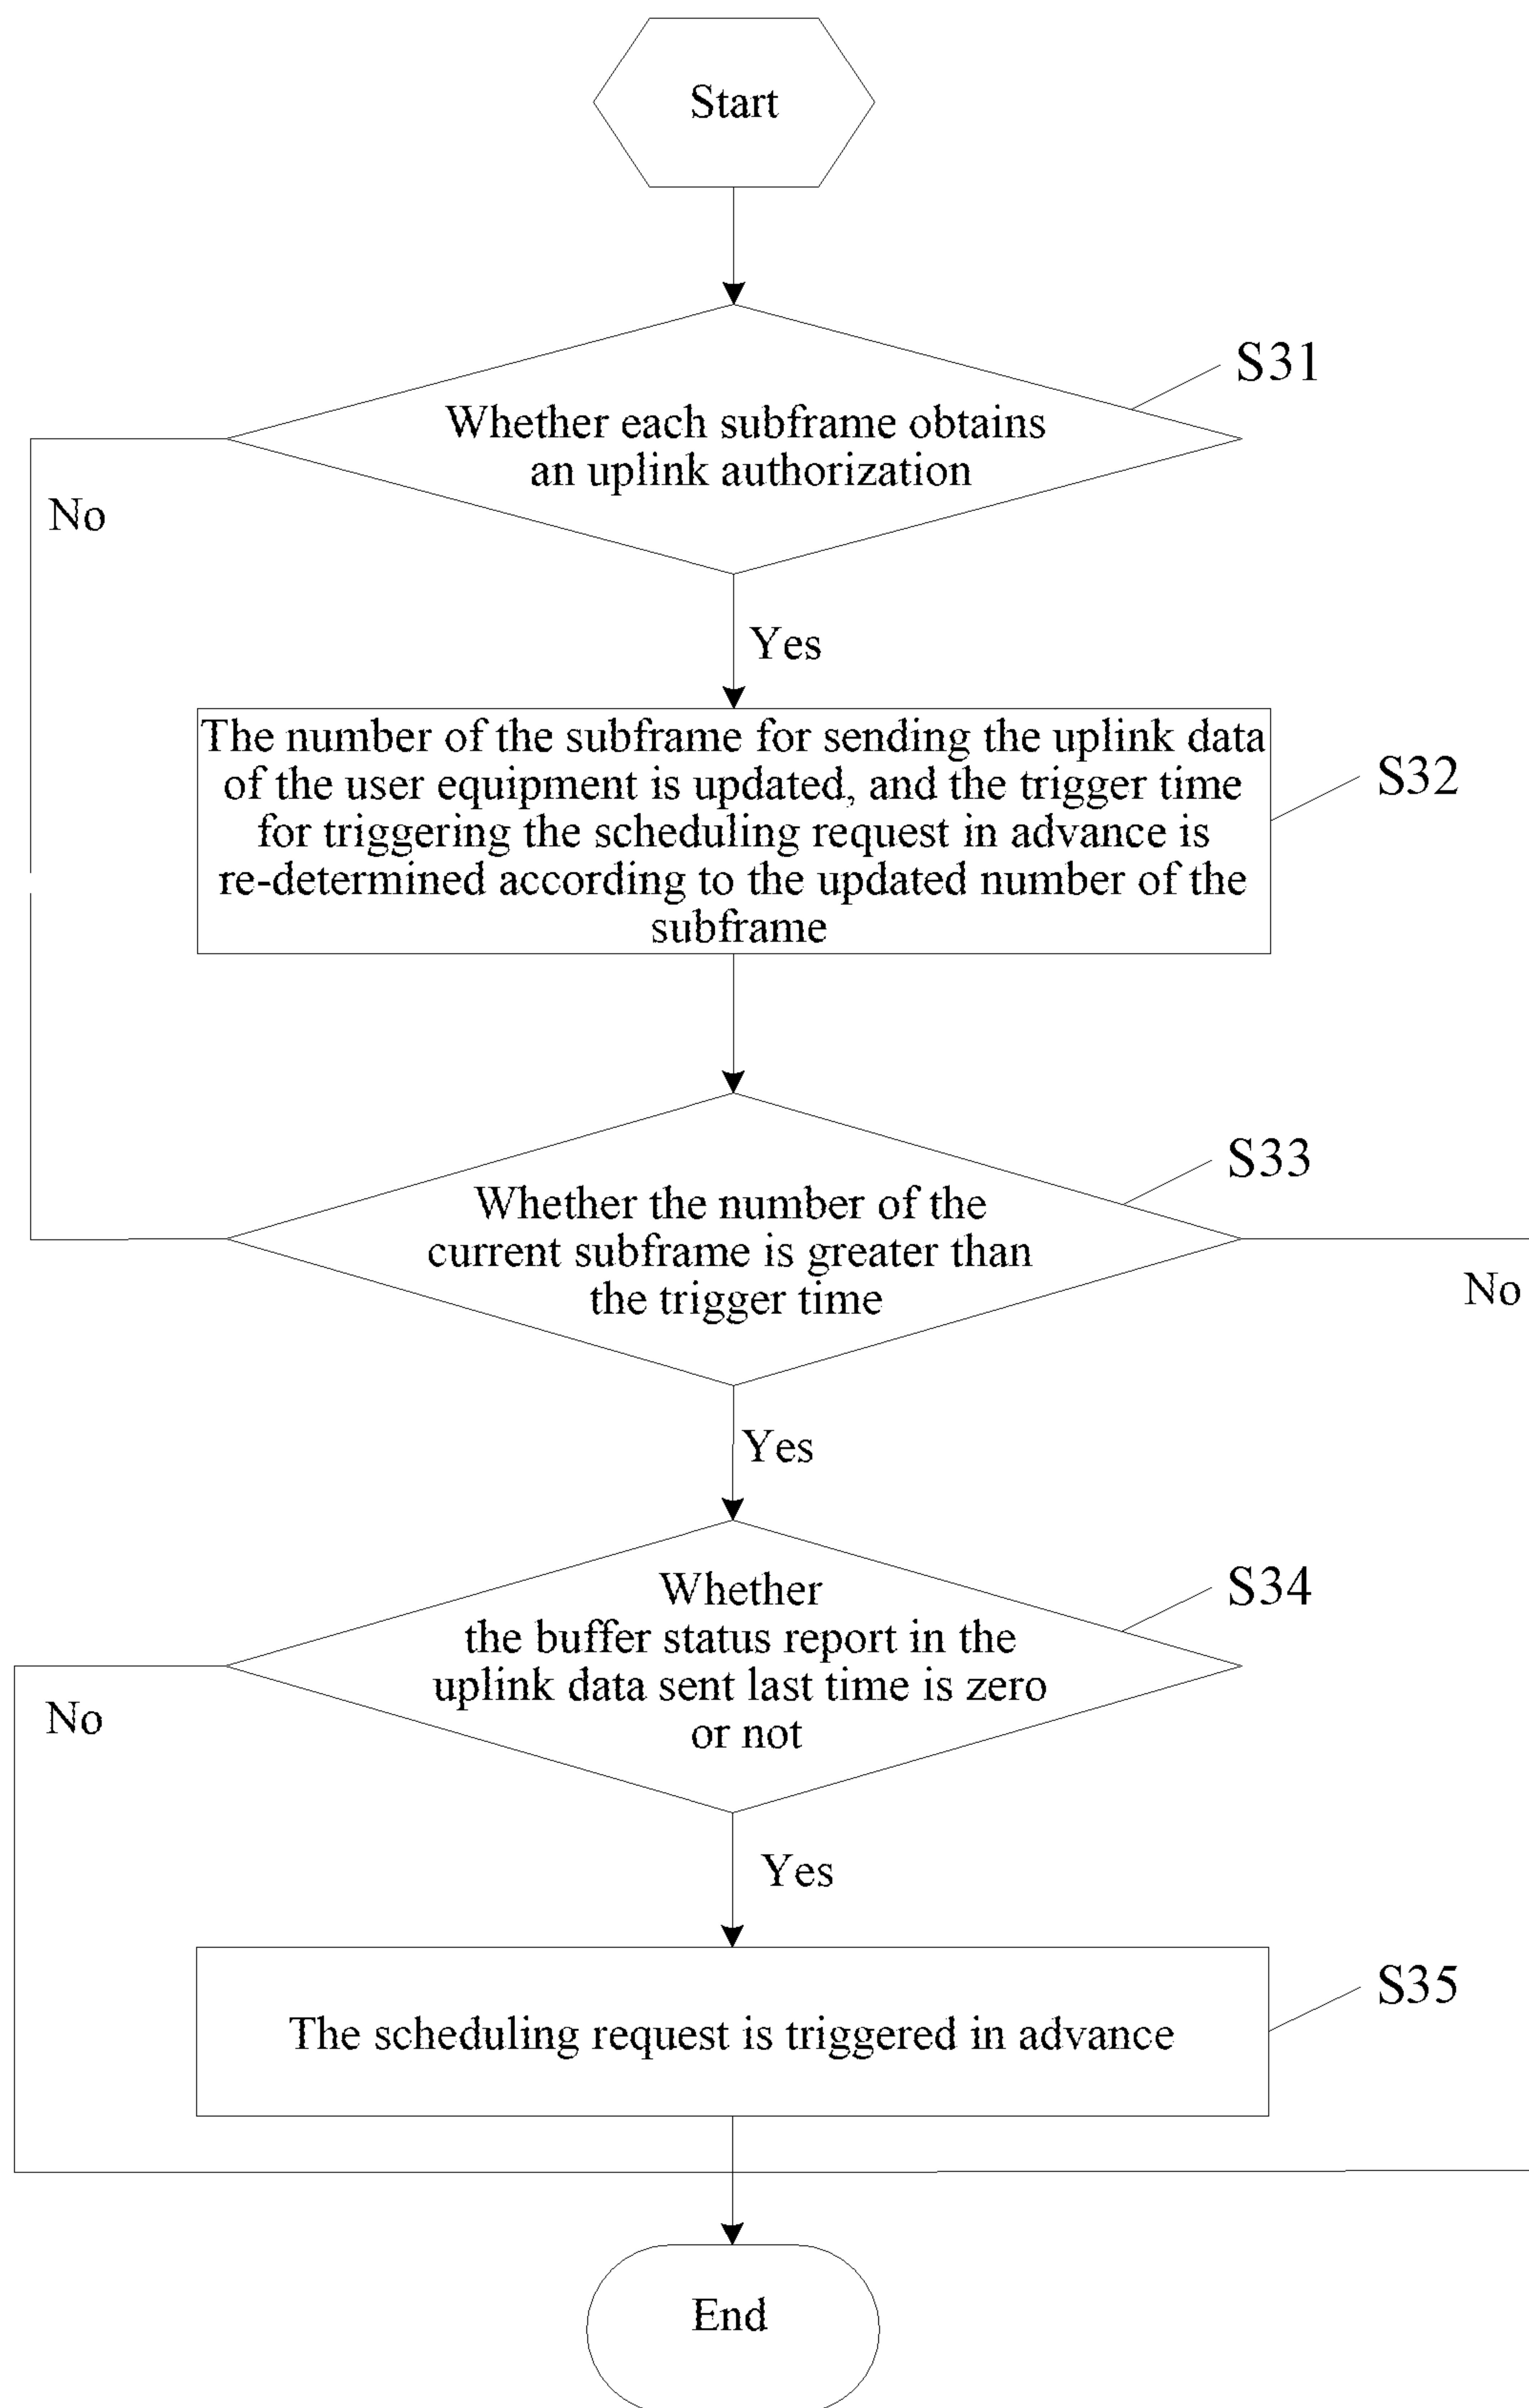 Start
S31
Whether each subframe obtains
an uplink authorization
No
Yes
The number of the subframe for sending the uplink data
of the user equipment is updated, and the trigger time
for triggering the scheduling request in advance is
re-determined according to the updated number of the
subframe
S32
S33
Whether the number of the
current subframe is greater than
the trigger time
No
Yes
S34
Whether
the buffer status report in the
uplink data sent last time is zero
or not
No
Yes
The scheduling request is triggered in advance
S35
End